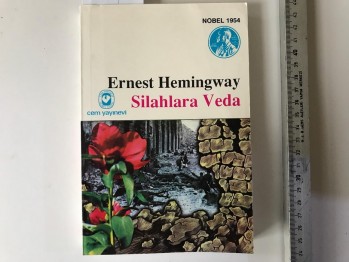 NOBEL 1954
Ernest Hemingway
cem yayınevi
Silahlara Veda